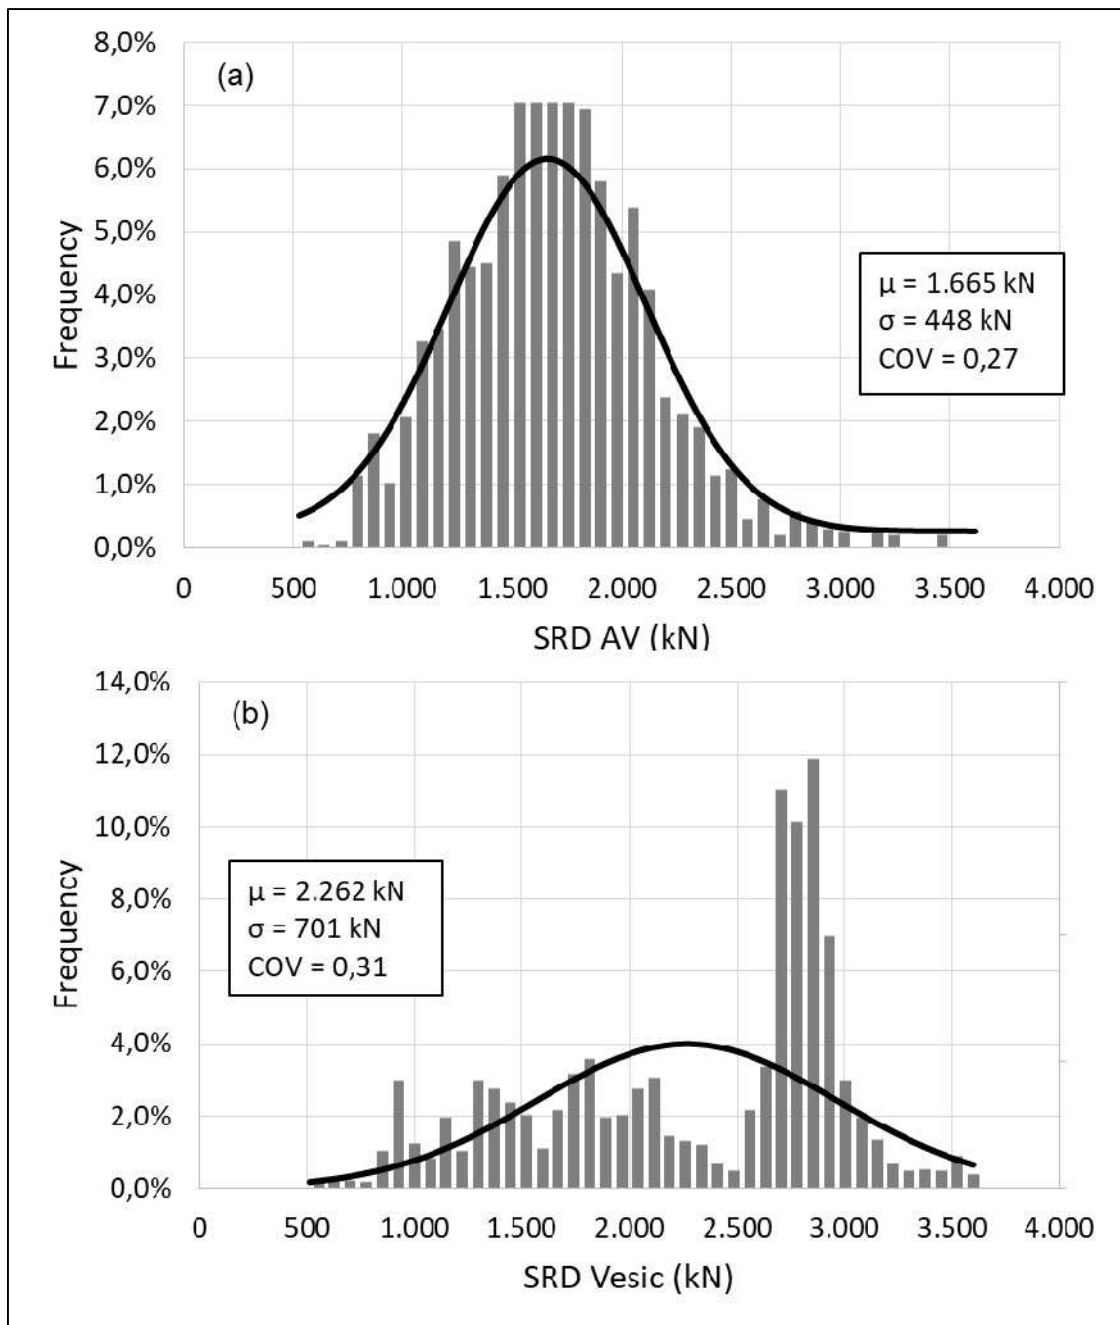 8,0%
(a)
7,0%
6,0%
5,0%
4,0%
3,0%
2,0%
1,0%
0,0%
Frequency
μ = 1.665 kN
σ = 448 kN
COV = 0,27
0 500 1.000 1.500 2.000 2.500 3.000 3.500 4.000
SRD AV (kN)
14,0%
(b)
12,0%
10,0%
8,0%
6,0%
4,0%
2,0%
0,0%
Frequency
μ = 2.262 kN
σ = 701 kN
COV = 0,31
0 500 1.000 1.500 2.000 2.500 3.000 3.500 4.000
SRD Vesic (kN)